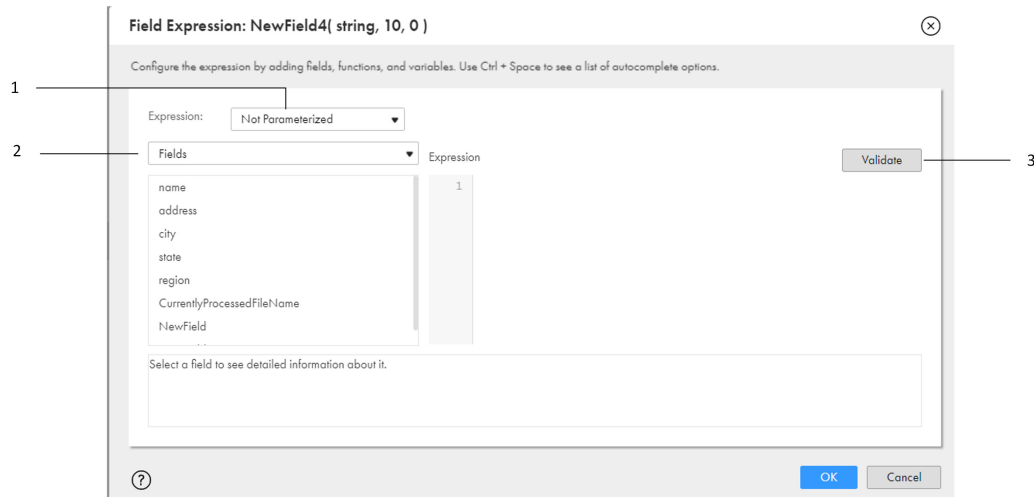 Field Expression: NewField4( string, 10, 0 )
Configure the expression by adding fields, functions, and variables. Use Ctrl + Space to see a list of autocomplete options.
1
Expression: Not Parameterized
2
Fields
Expression
Validate
3
name
1
address
city
state
region
CurrentlyProcessedFileName
NewField
Select a field to see detailed information about it.
?
OK
Cancel